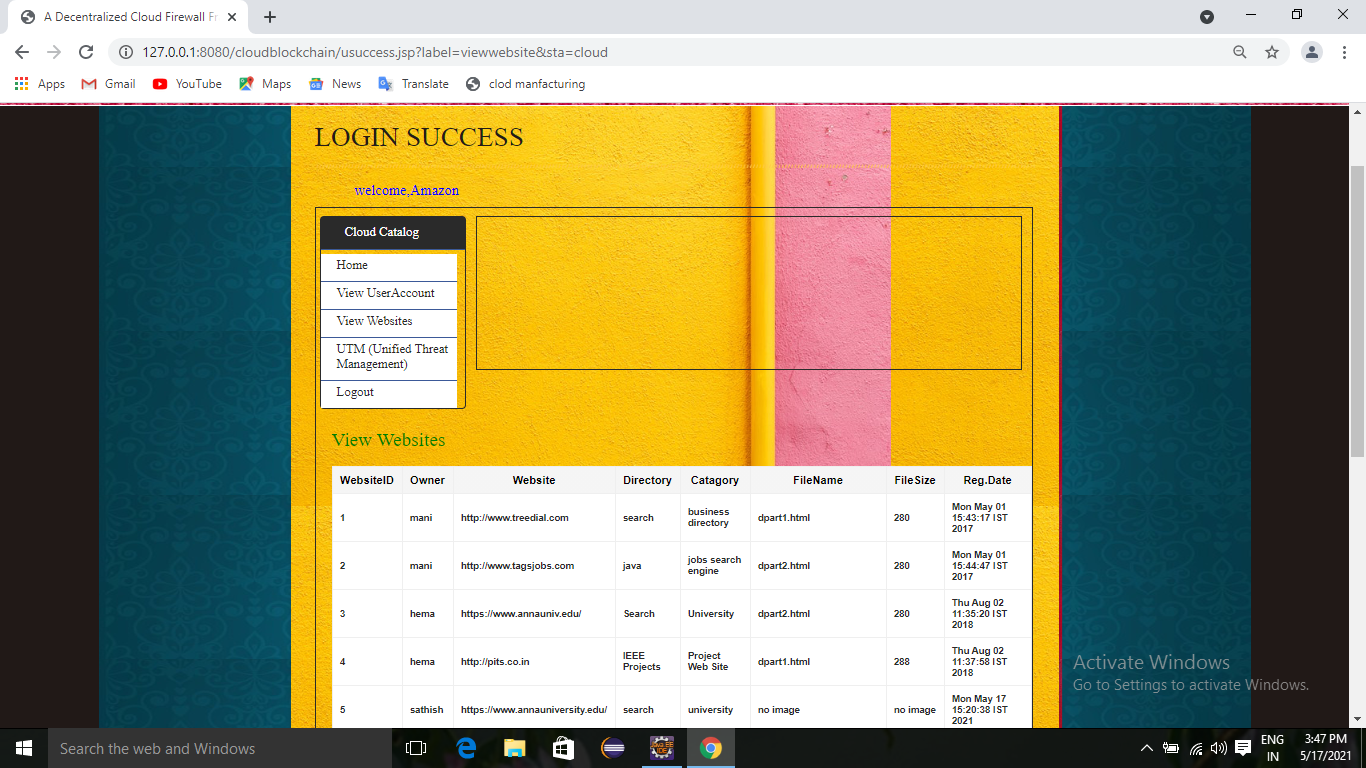 A Decentralized Cloud Firewall Fr
127.0.0.1:8080/cloudblockchain/usuccess.jsp?label=viewwebsite&sta=cloud
Apps Gmail YouTube Maps News Translate clod manfacturing
LOGIN SUCCESS
welcome,Amazon
Cloud Catalog
Home
View UserAccount
View Websites
UTM (Unified Threat
Management)
Logout
View Websites
WebsiteID Owner Website Directory Catagory FileName FileSize Reg.Date
1 mani http://www.treedial.com search business directory dpart1.html 280 Mon May 01 15:43:17 IST 2017
2 mani http://www.tagsjobs.com java jobs search engine dpart2.html 280 Mon May 01 15:44:47 IST 2017
3 hema https://www.annauniv.edu/ Search University dpart2.html 280 Thu Aug 02 11:35:20 IST 2018
4 hema http://pits.co.in IEEE Projects Project Web Site dpart1.html 288 Thu Aug 02 11:37:58 IST 2018
5 sathish https://www.annauniversity.edu/ search university no image no image Mon May 17 15:20:38 IST 2021
Activate Windows
Go to Settings to activate Windows.
Search the web and Windows
ENG
IN
3:47 PM
5/17/2021